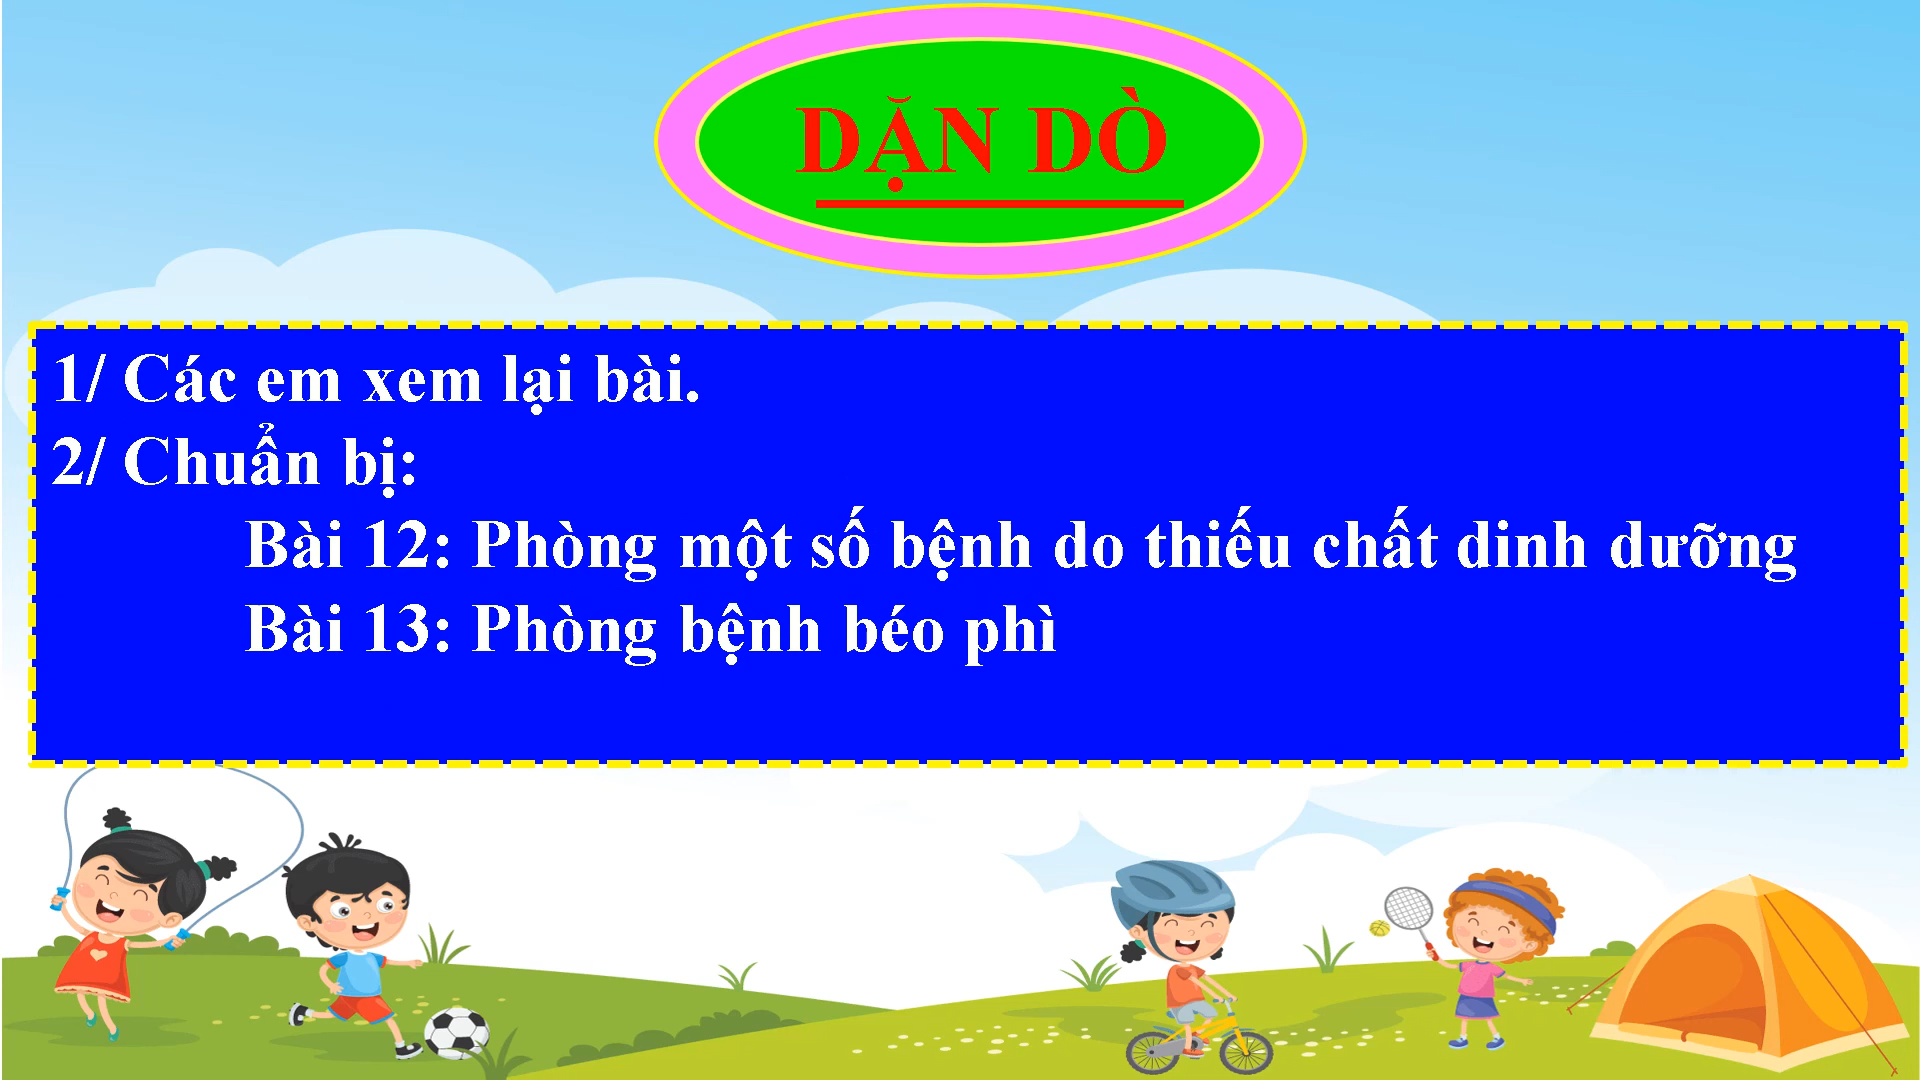 DẶN DÒ
1/ Các em xem lại bài.
2/ Chuẩn bị:
Bài 12: Phòng một số bệnh do thiếu chất dinh dưỡng
Bài 13: Phòng bệnh béo phì